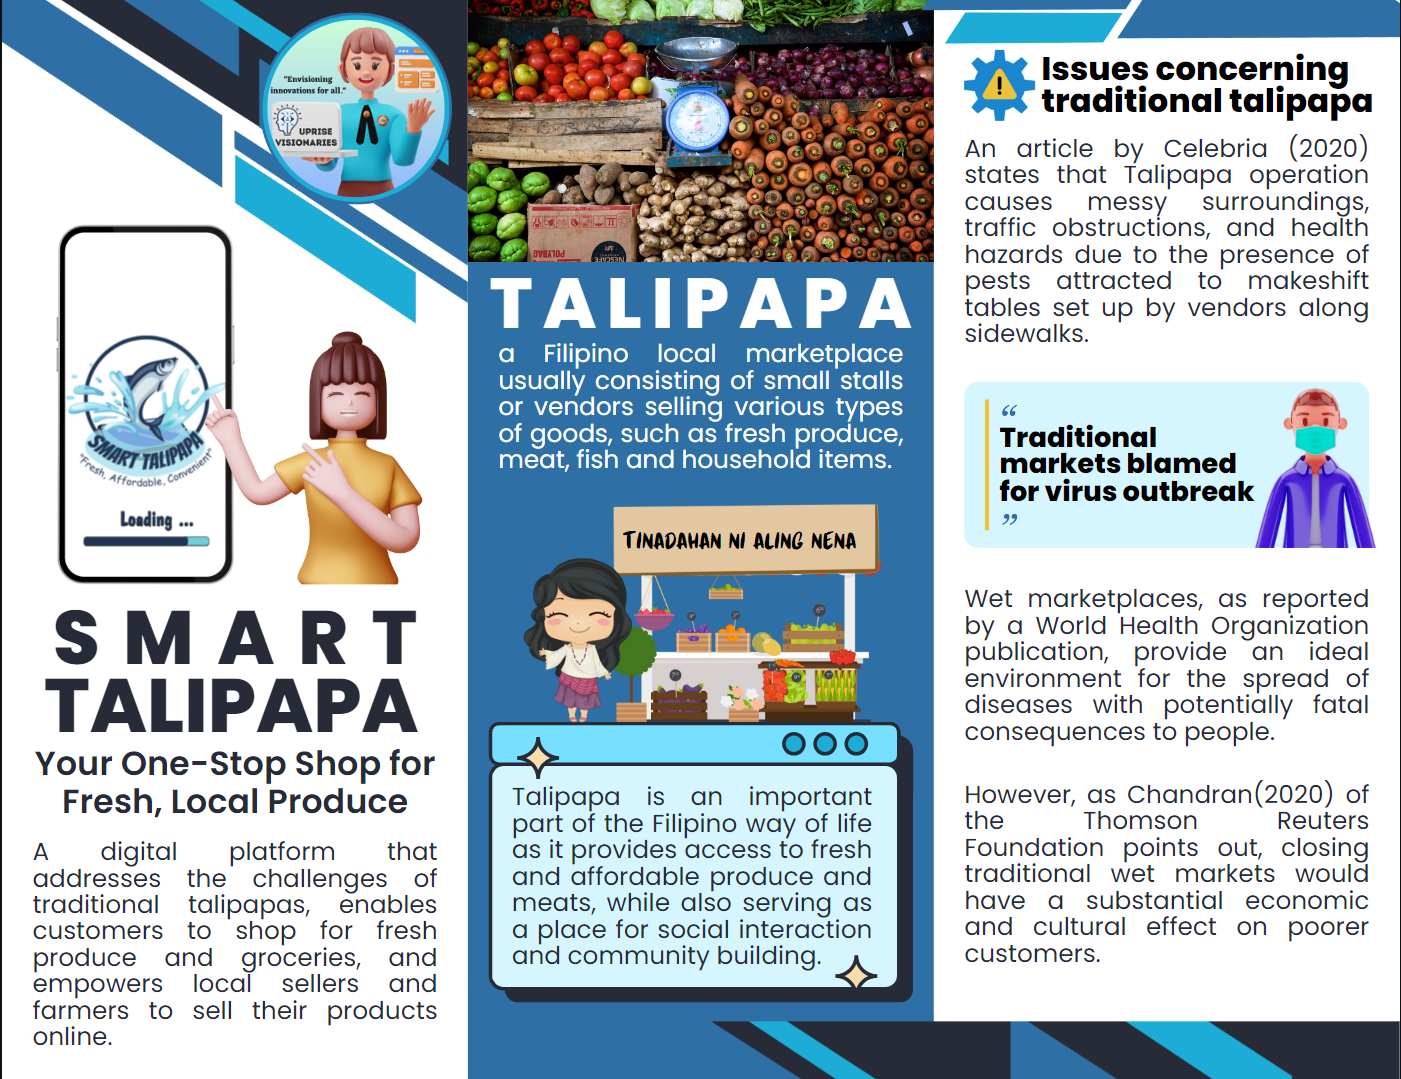 "Envisioning
innovations for all."
UPRISE
VISIONARIES
SMART TALIPAPA
"Fresh, Affordable, Convenient"
Loading ...
SMART
TALIPAPA
Your One-Stop Shop for
Fresh, Local Produce
A digital platform that
addresses the challenges of
traditional talipapas, enables
customers to shop for fresh
produce and groceries, and
empowers local sellers and
farmers to sell their products
online.
POLYBAG
NESCAFE
TALIPAPA
a Filipino local marketplace
usually consisting of small stalls
or vendors selling various types
of goods, such as fresh produce,
meat, fish and household items.
TINADAHAN NI ALING NENA
Talipapa is an important
part of the Filipino way of life
as it provides access to fresh
and affordable produce and
meats, while also serving as
a place for social interaction
and community building.
Issues concerning
traditional talipapa
An article by Celebria (2020)
states that Talipapa operation
causes messy surroundings,
traffic obstructions, and health
hazards due to the presence of
pests attracted to makeshift
tables set up by vendors along
sidewalks.
“
Traditional
markets blamed
for virus outbreak
”
Wet marketplaces, as reported
by a World Health Organization
publication, provide an ideal
environment for the spread of
diseases with potentially fatal
consequences to people.
However, as Chandran(2020) of
the Thomson Reuters
Foundation points out, closing
traditional wet markets would
have a substantial economic
and cultural effect on poorer
customers.